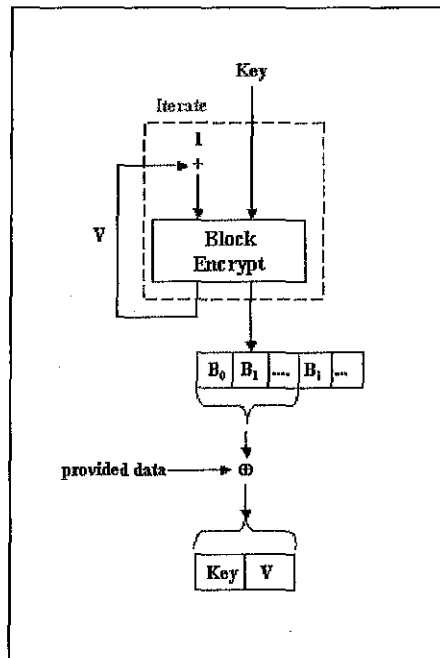 Key
Iterate
1
+
V
Block
Encrypt
B0 B1 .... Bi ...
provided data ⊕
Key V